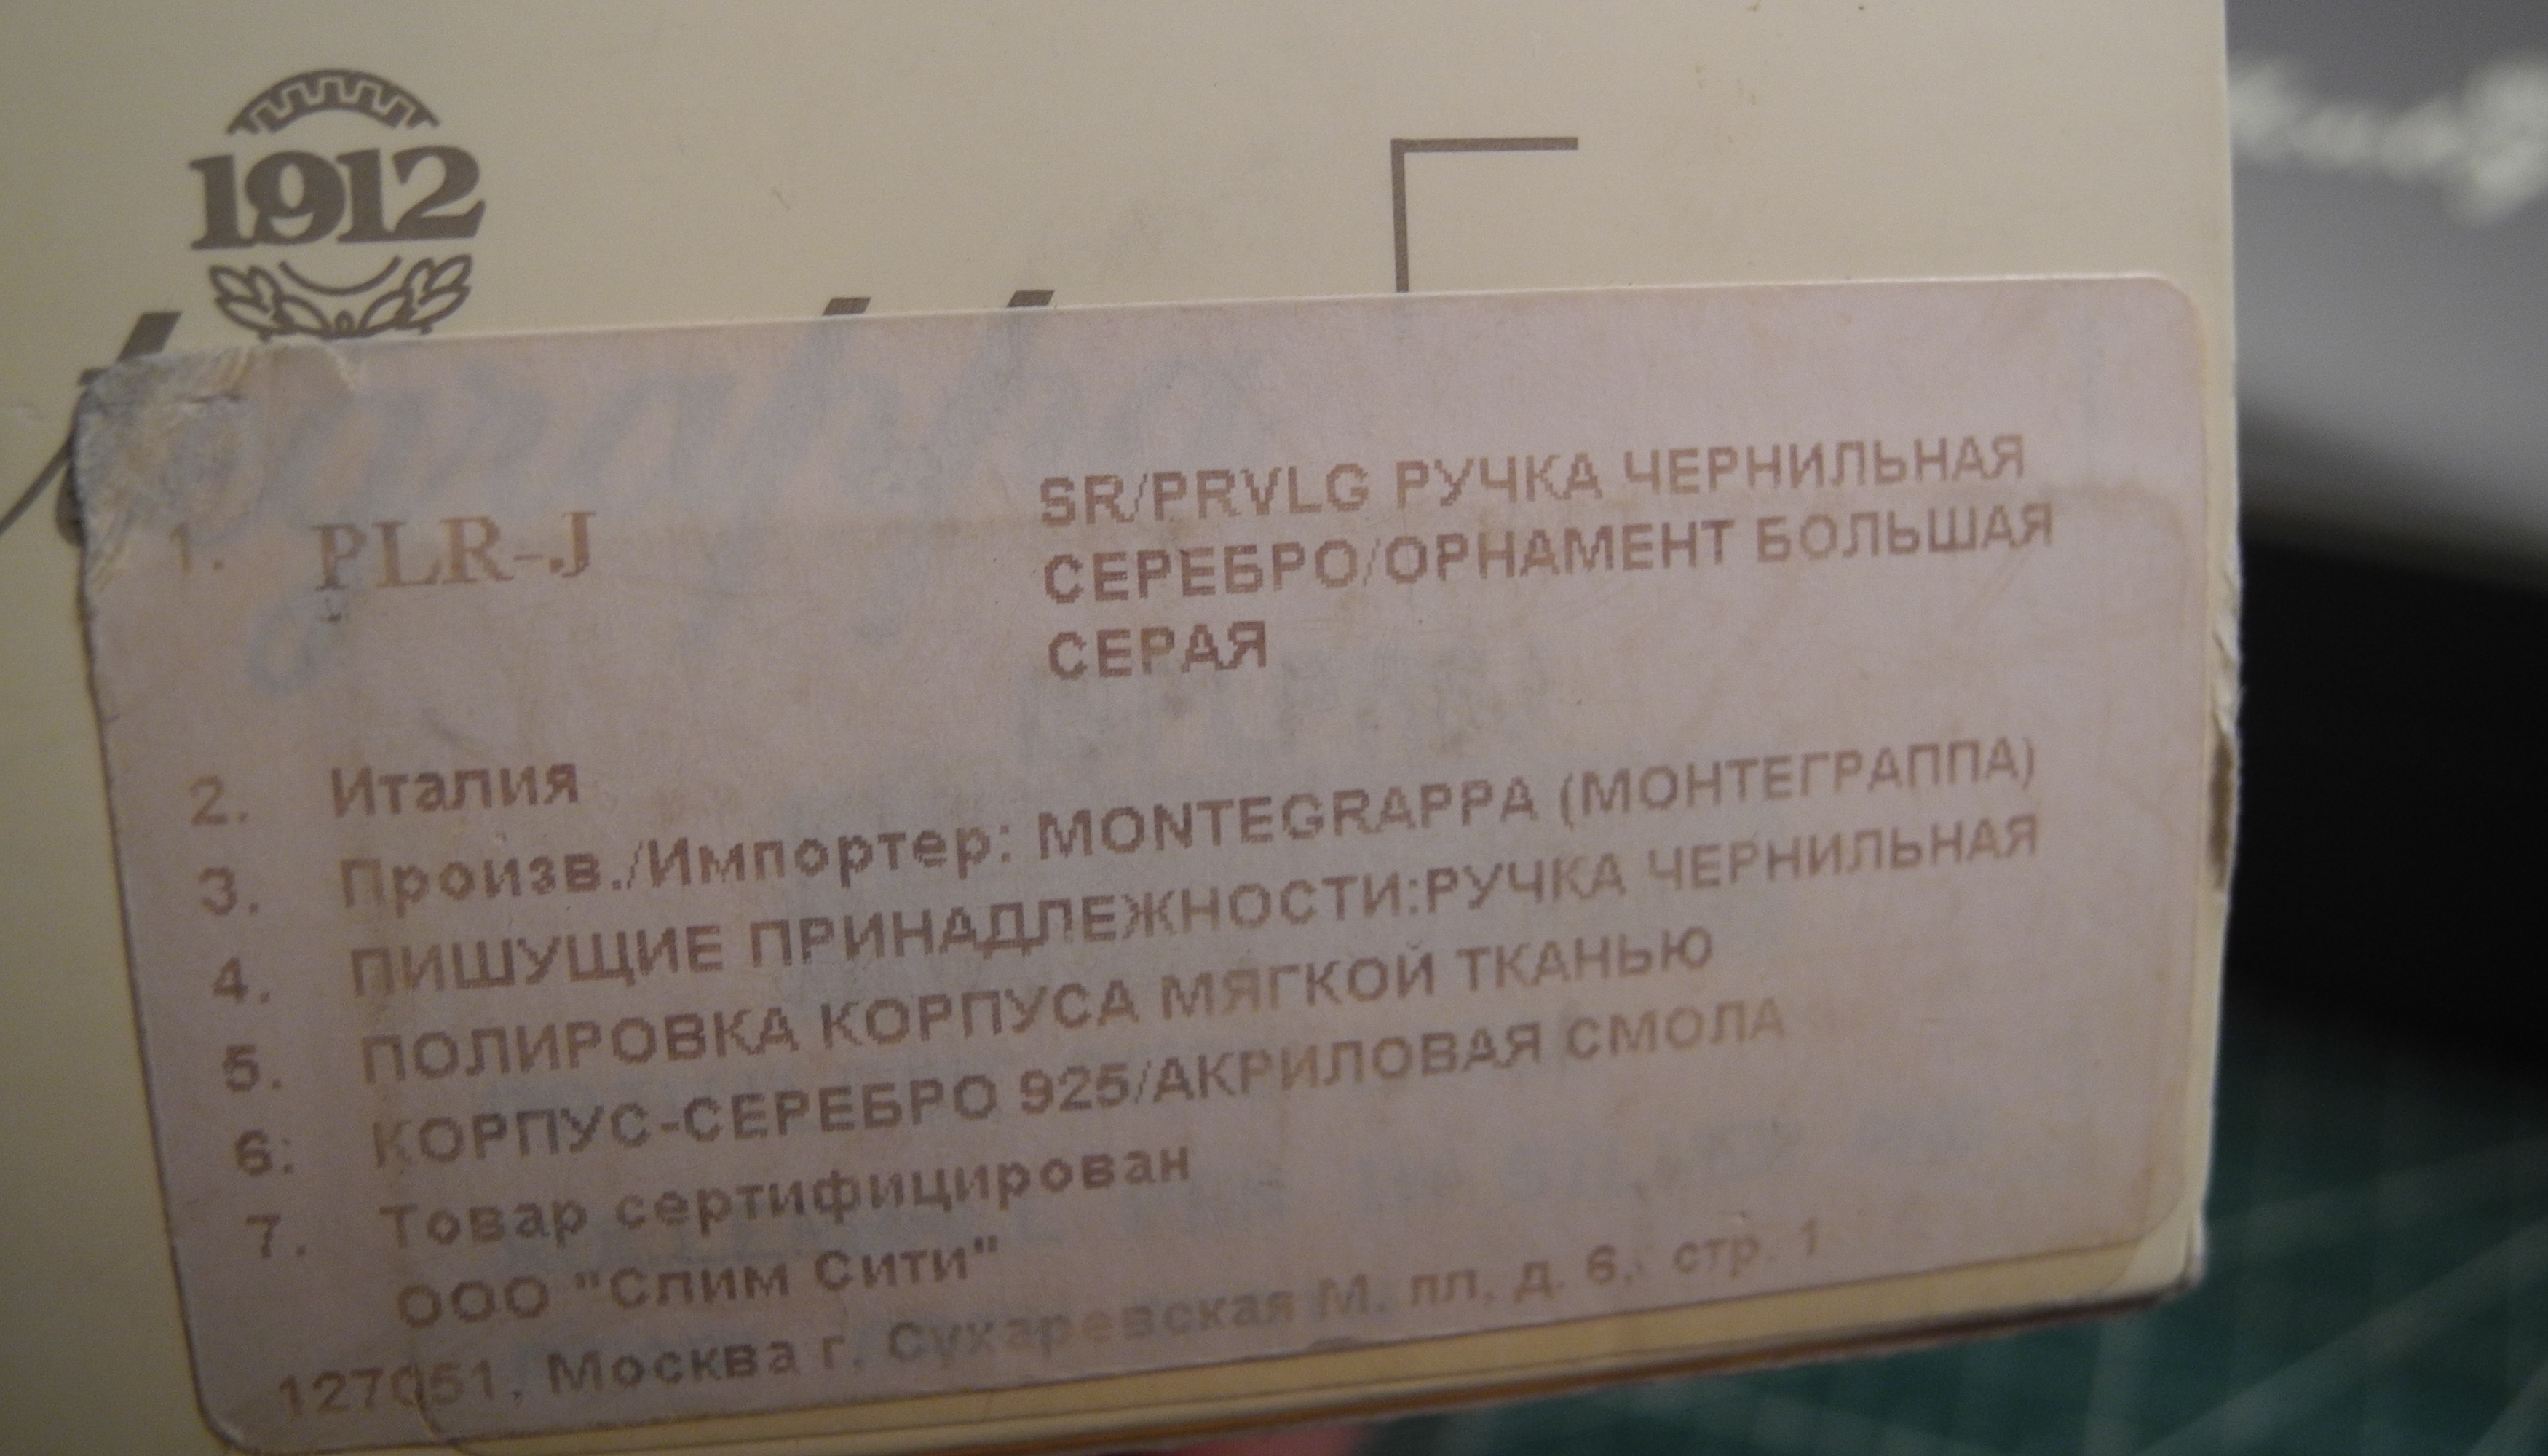 1912
1. PLR-J
SR/PRVLG РУЧКА ЧЕРНИЛЬНАЯ
СЕРЕБРО/ОРНАМЕНТ БОЛЬШАЯ
СЕРАЯ
2. Италия
3. Произв./Импортер: MONTEGRAPPA (МОНТЕГРАППА)
4. ПИШУЩИЕ ПРИНАДЛЕЖНОСТИ:РУЧКА ЧЕРНИЛЬНАЯ
5. ПОЛИРОВКА КОРПУСА МЯГКОЙ ТКАНЬЮ
6: КОРПУС-СЕРЕБРО 925/АКРИЛОВАЯ СМОЛА
7. Товар сертифицирован
ООО "Слим Сити"
127051, Москва г. Сухаревская М. пл. д. 6, стр. 1